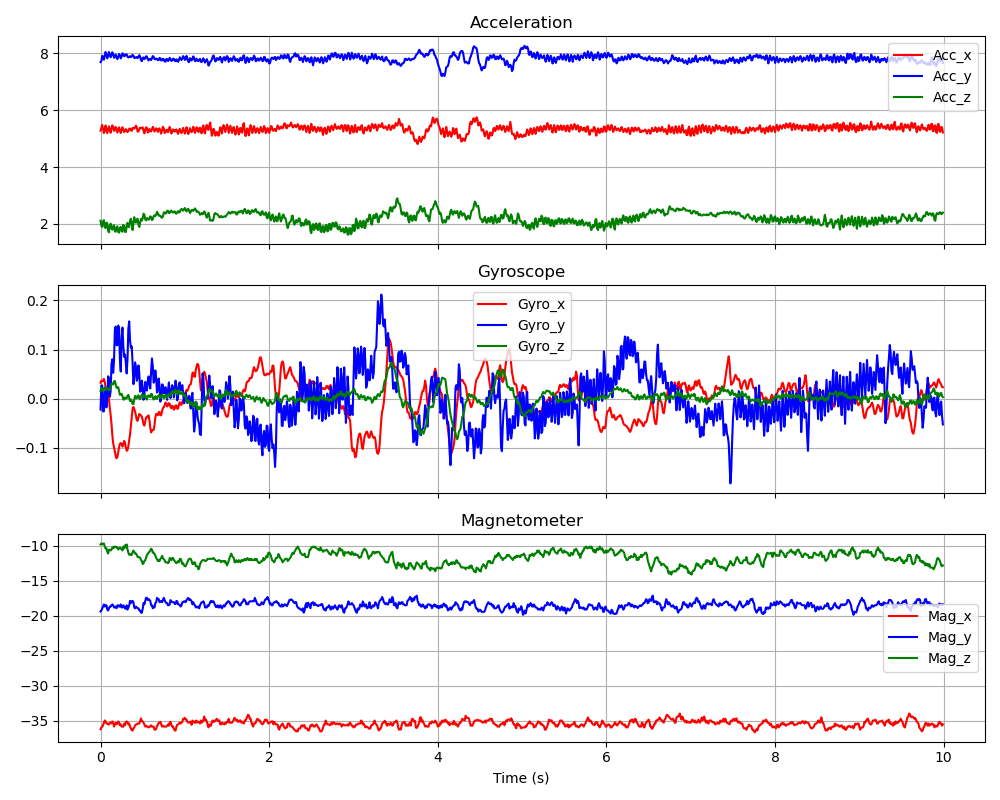 Acceleration
8
6
4
2
Acc_x
Acc_y
Acc_z
Gyroscope
0.2
0.1
0.0
−0.1
Gyro_x
Gyro_y
Gyro_z
Magnetometer
−10
−15
−20
−25
−30
−35
Mag_x
Mag_y
Mag_z
0 2 4 6 8 10
Time (s)